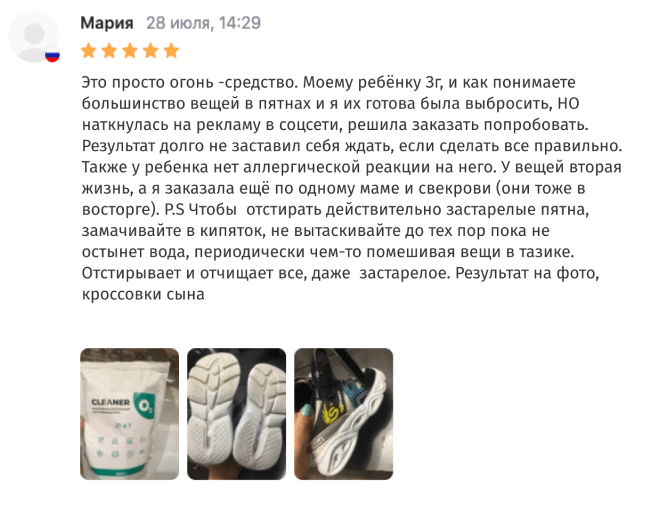 Мария 28 июля, 14:29
Это просто огонь -средство. Моему ребёнку 3г, и как понимаете
большинство вещей в пятнах и я их готова была выбросить, НО
наткнулась на рекламу в соцсети, решила заказать попробовать.
Результат долго не заставил себя ждать, если сделать все правильно.
Также у ребенка нет аллергической реакции на него. У вещей вторая
жизнь, а я заказала ещё по одному маме и свекрови (они тоже в
восторге). P.S Чтобы  отстирать действительно застарелые пятна,
замачивайте в кипяток, не вытаскивайте до тех пор пока не
остынет вода, периодически чем-то помешивая вещи в тазике.
Отстирывает и отчищает все, даже  застарелое. Результат на фото,
кроссовки сына
CLEANER
O2
21 в 1